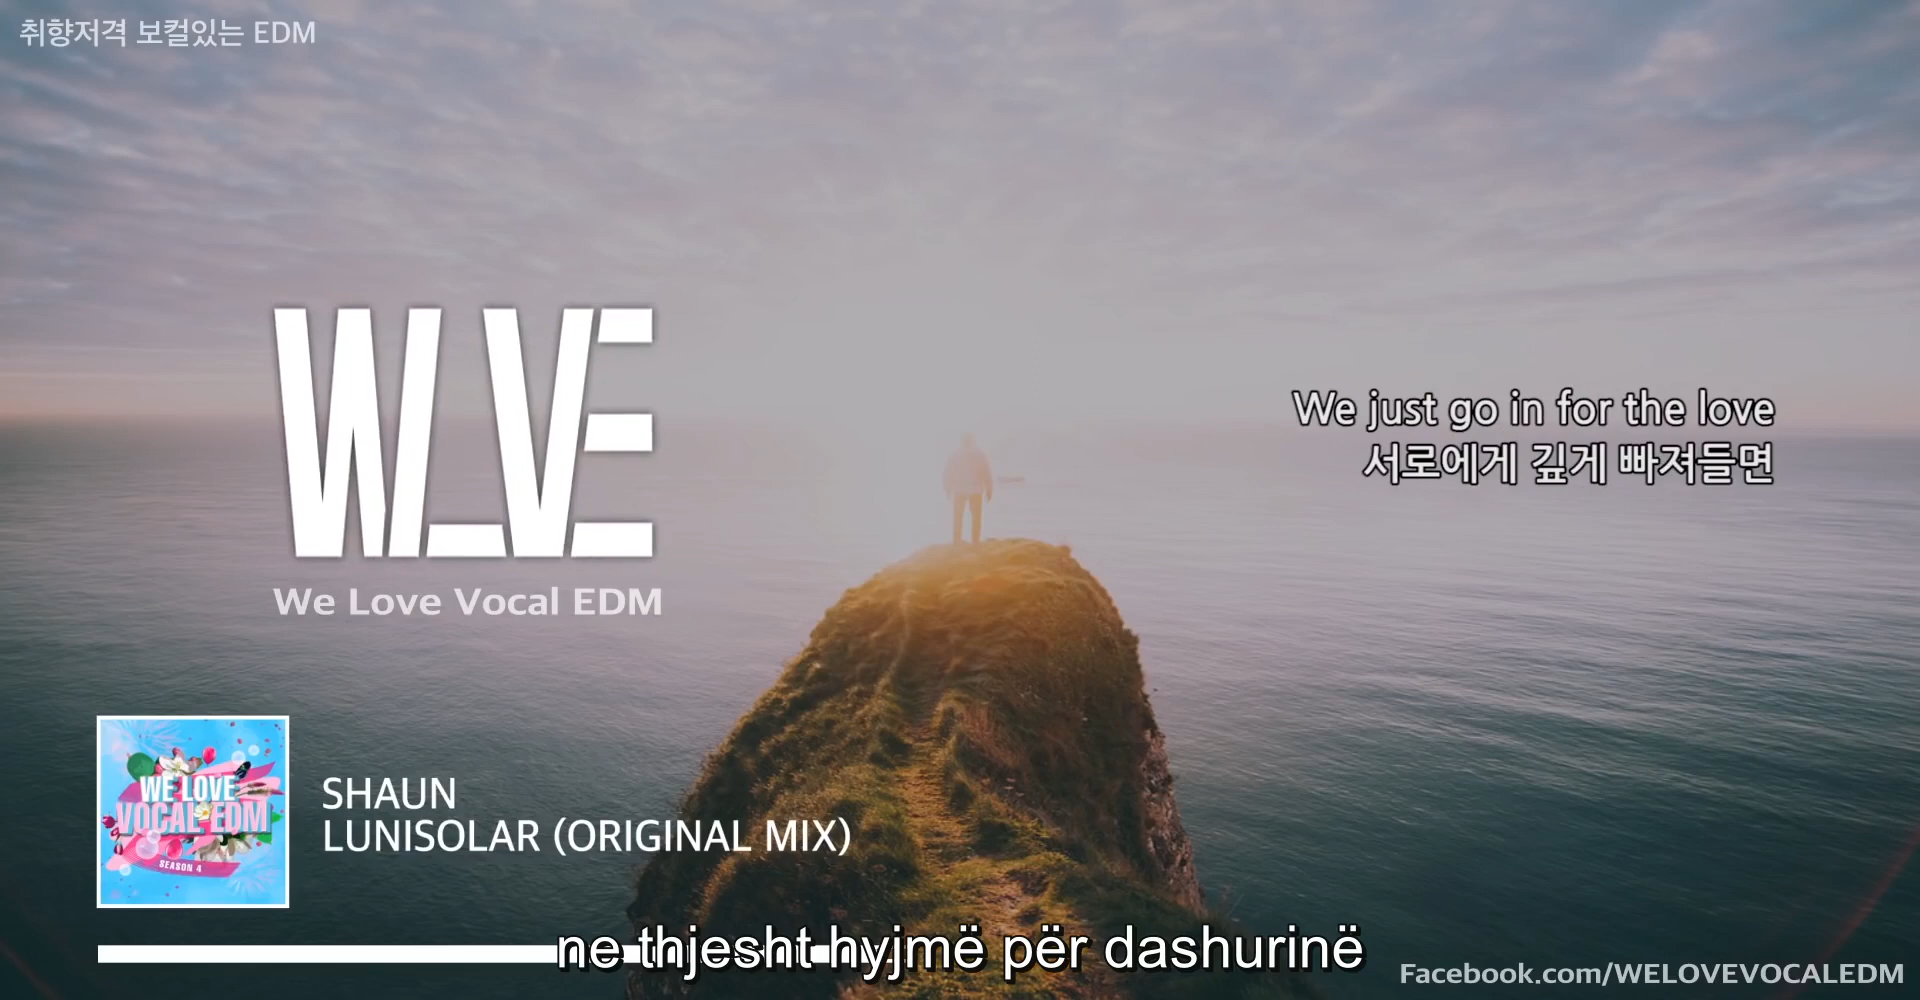 취향저격 보컬있는 EDM
WLVE
We Love Vocal EDM
We just go in for the love
서로에게 깊게 빠져들면
WE LOVE
VOCAL EDM
SEASON 4
SHAUN
LUNISOLAR (ORIGINAL MIX)
ne thjesht hyjmë për dashurinë
Facebook.com/WELOVEVOCALEDM